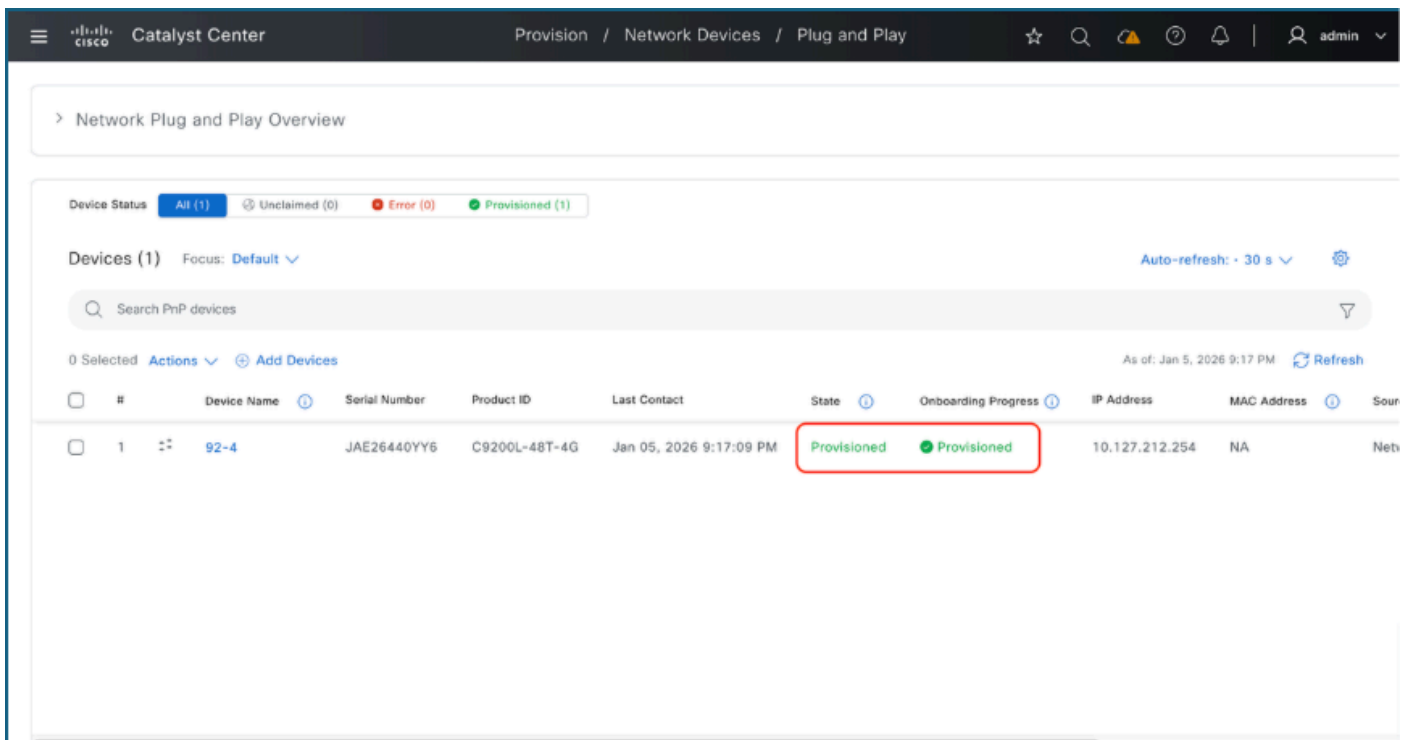 cisco Catalyst Center Provision / Network Devices / Plug and Play admin
Network Plug and Play Overview
Device Status All (1) Unclaimed (0) Error (0) Provisioned (1)
Devices (1) Focus: Default Auto-refresh: • 30 s
Search PnP devices
0 Selected Actions Add Devices As of: Jan 5, 2026 9:17 PM Refresh
# Device Name Serial Number Product ID Last Contact State Onboarding Progress IP Address MAC Address Sour
1 92-4 JAE26440YY6 C9200L-48T-4G Jan 05, 2026 9:17:09 PM Provisioned Provisioned 10.127.212.254 NA Netw